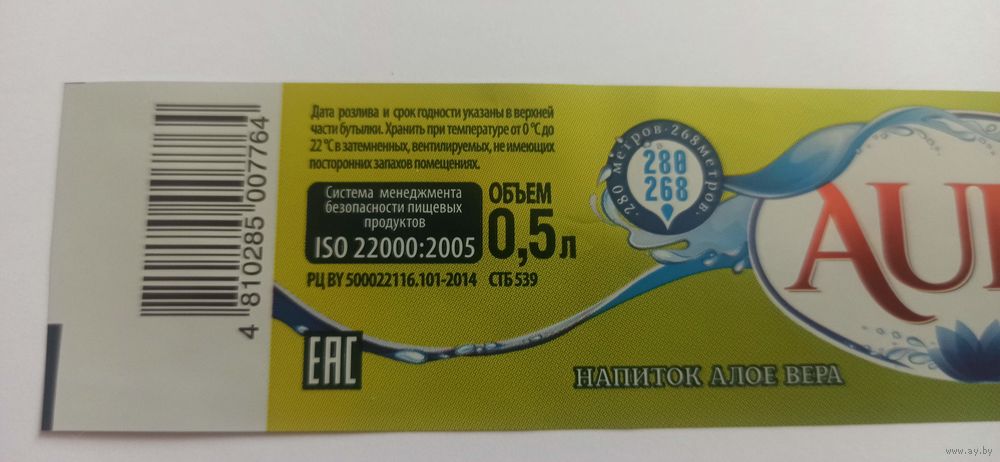 4 810285 007764
Дата розлива и срок годности указаны в верхней
части бутылки. Хранить при температуре от 0 °С до
22 °С в затемненных, вентилируемых, не имеющих
посторонних запахов помещениях.
Система менеджмента
безопасности пищевых
продуктов
ISO 22000:2005
ОБЪЕМ
0,5 л
РЦ BY 500022116.101-2014 СТБ 539
EAC
280 метров · 268 метров ·
280
268
AU
НАПИТОК АЛОЕ ВЕРА
www.ay.by